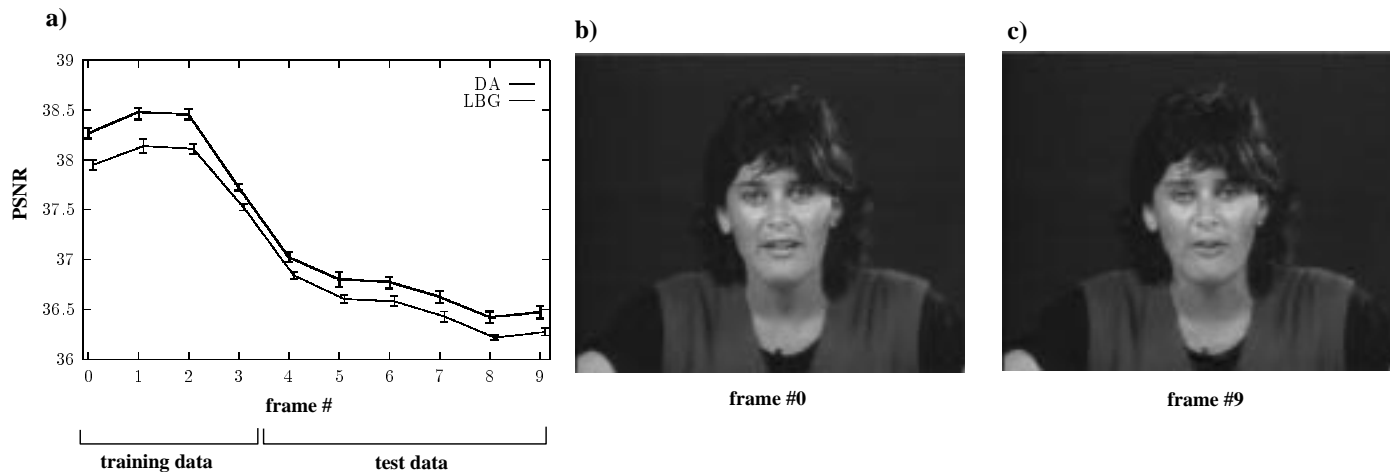 a)
39
38.5
38
37.5
37
36.5
36
PSNR
DA
LBG
0 1 2 3 4 5 6 7 8 9
frame #
training data
test data
b)
frame #0
c)
frame #9